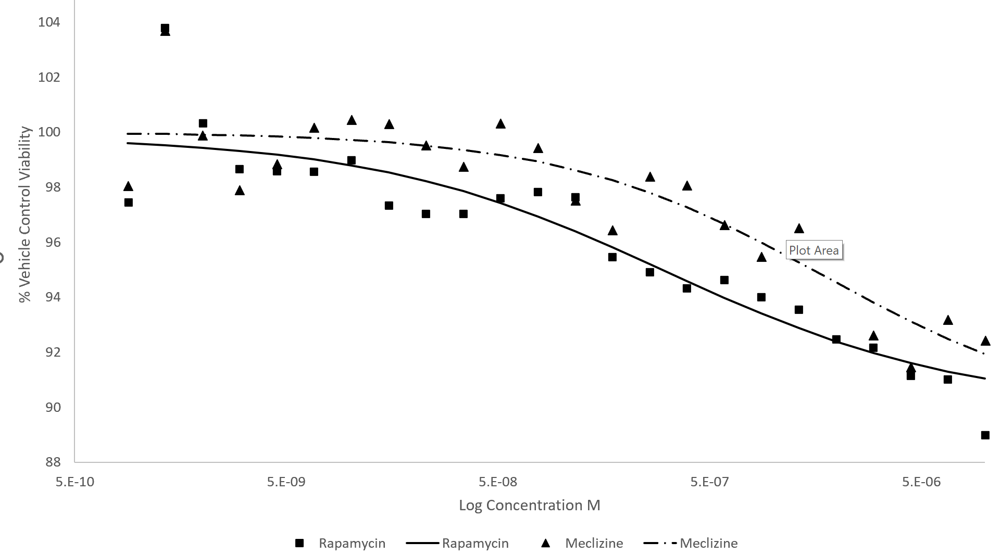 104
102
100
98
96
94
92
90
88
% Vehicle Control Viability
Plot Area
5.E-10 5.E-09 5.E-08 5.E-07 5.E-06
Log Concentration M
Rapamycin Rapamycin Meclizine Meclizine